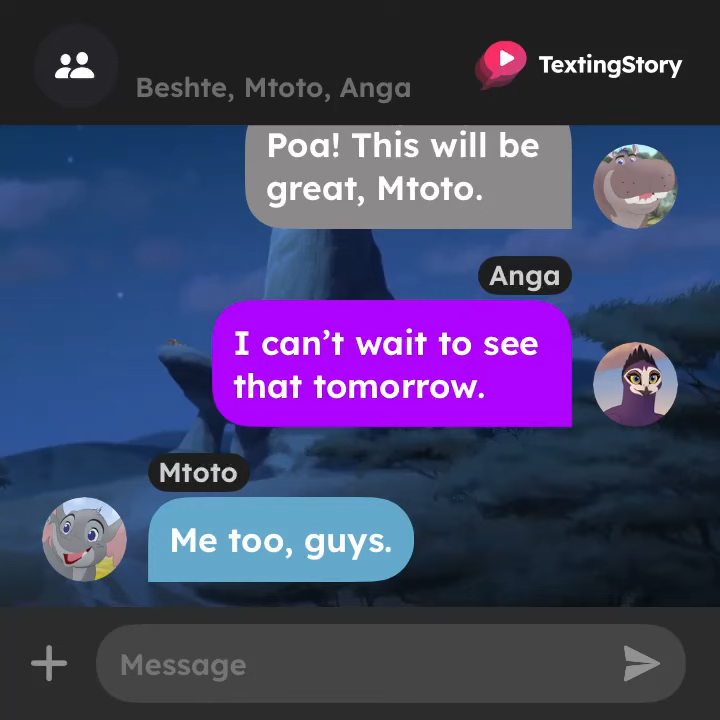 Beshte, Mtoto, Anga
TextingStory
Poa! This will be
great, Mtoto.
Anga
I can’t wait to see
that tomorrow.
Mtoto
Me too, guys.
Message